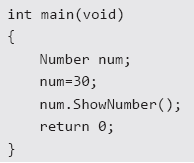 int main(void)
{
    Number num;
    num=30;
    num.ShowNumber();
    return 0;
}